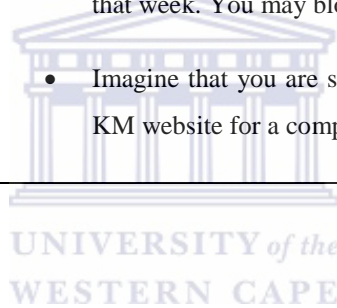 that week. You may blo
• Imagine that you are s
KM website for a comp
UNIVERSITY of the
WESTERN CAPE